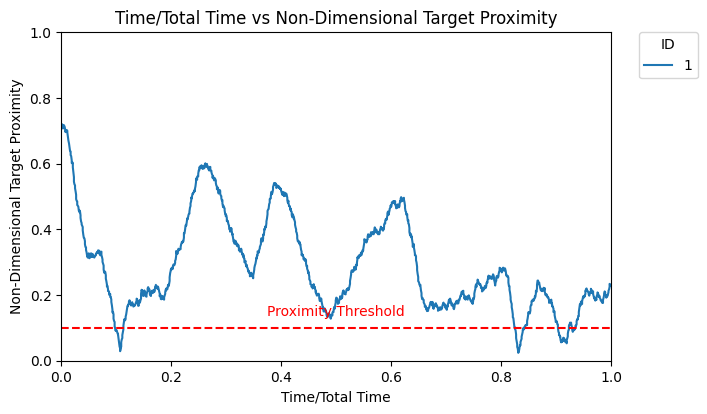 Time/Total Time vs Non-Dimensional Target Proximity
ID
1
Non-Dimensional Target Proximity
1.0
0.8
0.6
0.4
0.2
0.0
Proximity Threshold
0.0 0.2 0.4 0.6 0.8 1.0
Time/Total Time